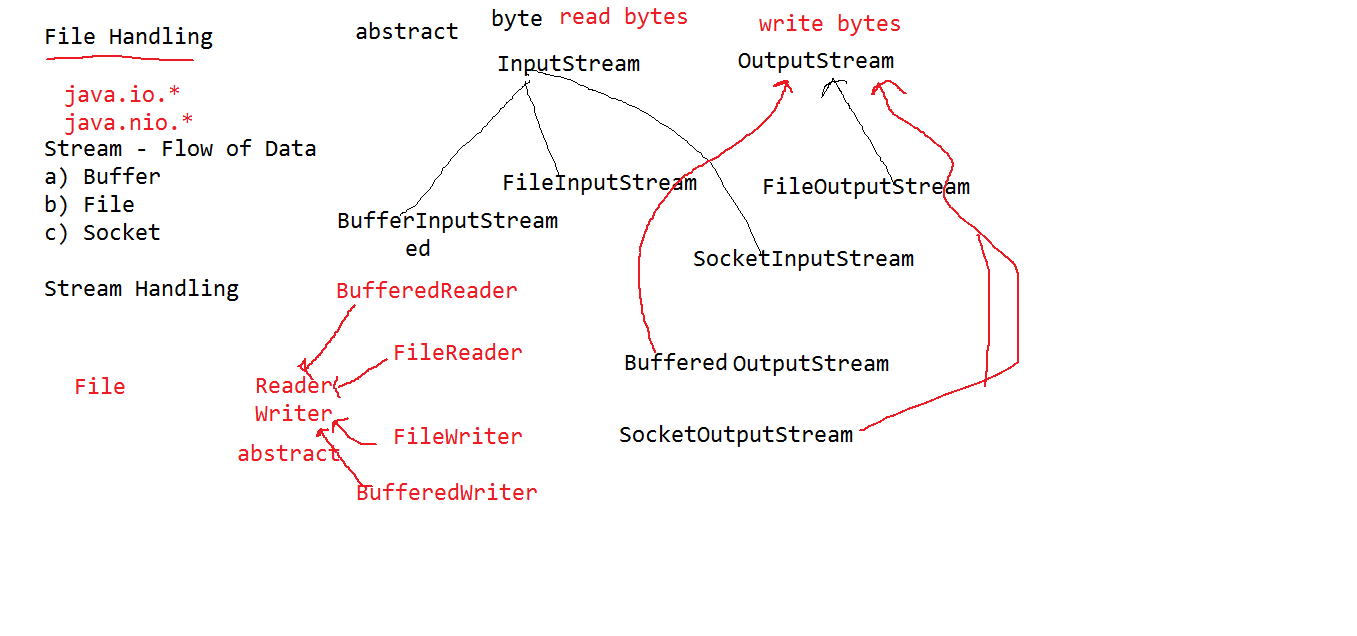 File Handling
java.io.*
java.nio.*
Stream - Flow of Data
a) Buffer
b) File
c) Socket
Stream Handling
File
abstract
byte read bytes
InputStream
FileInputStream
BufferInputStream
ed
SocketInputStream
write bytes
OutputStream
FileOutputStream
Buffered OutputStream
SocketOutputStream
BufferedReader
FileReader
Reader
Writer
abstract
FileWriter
BufferedWriter